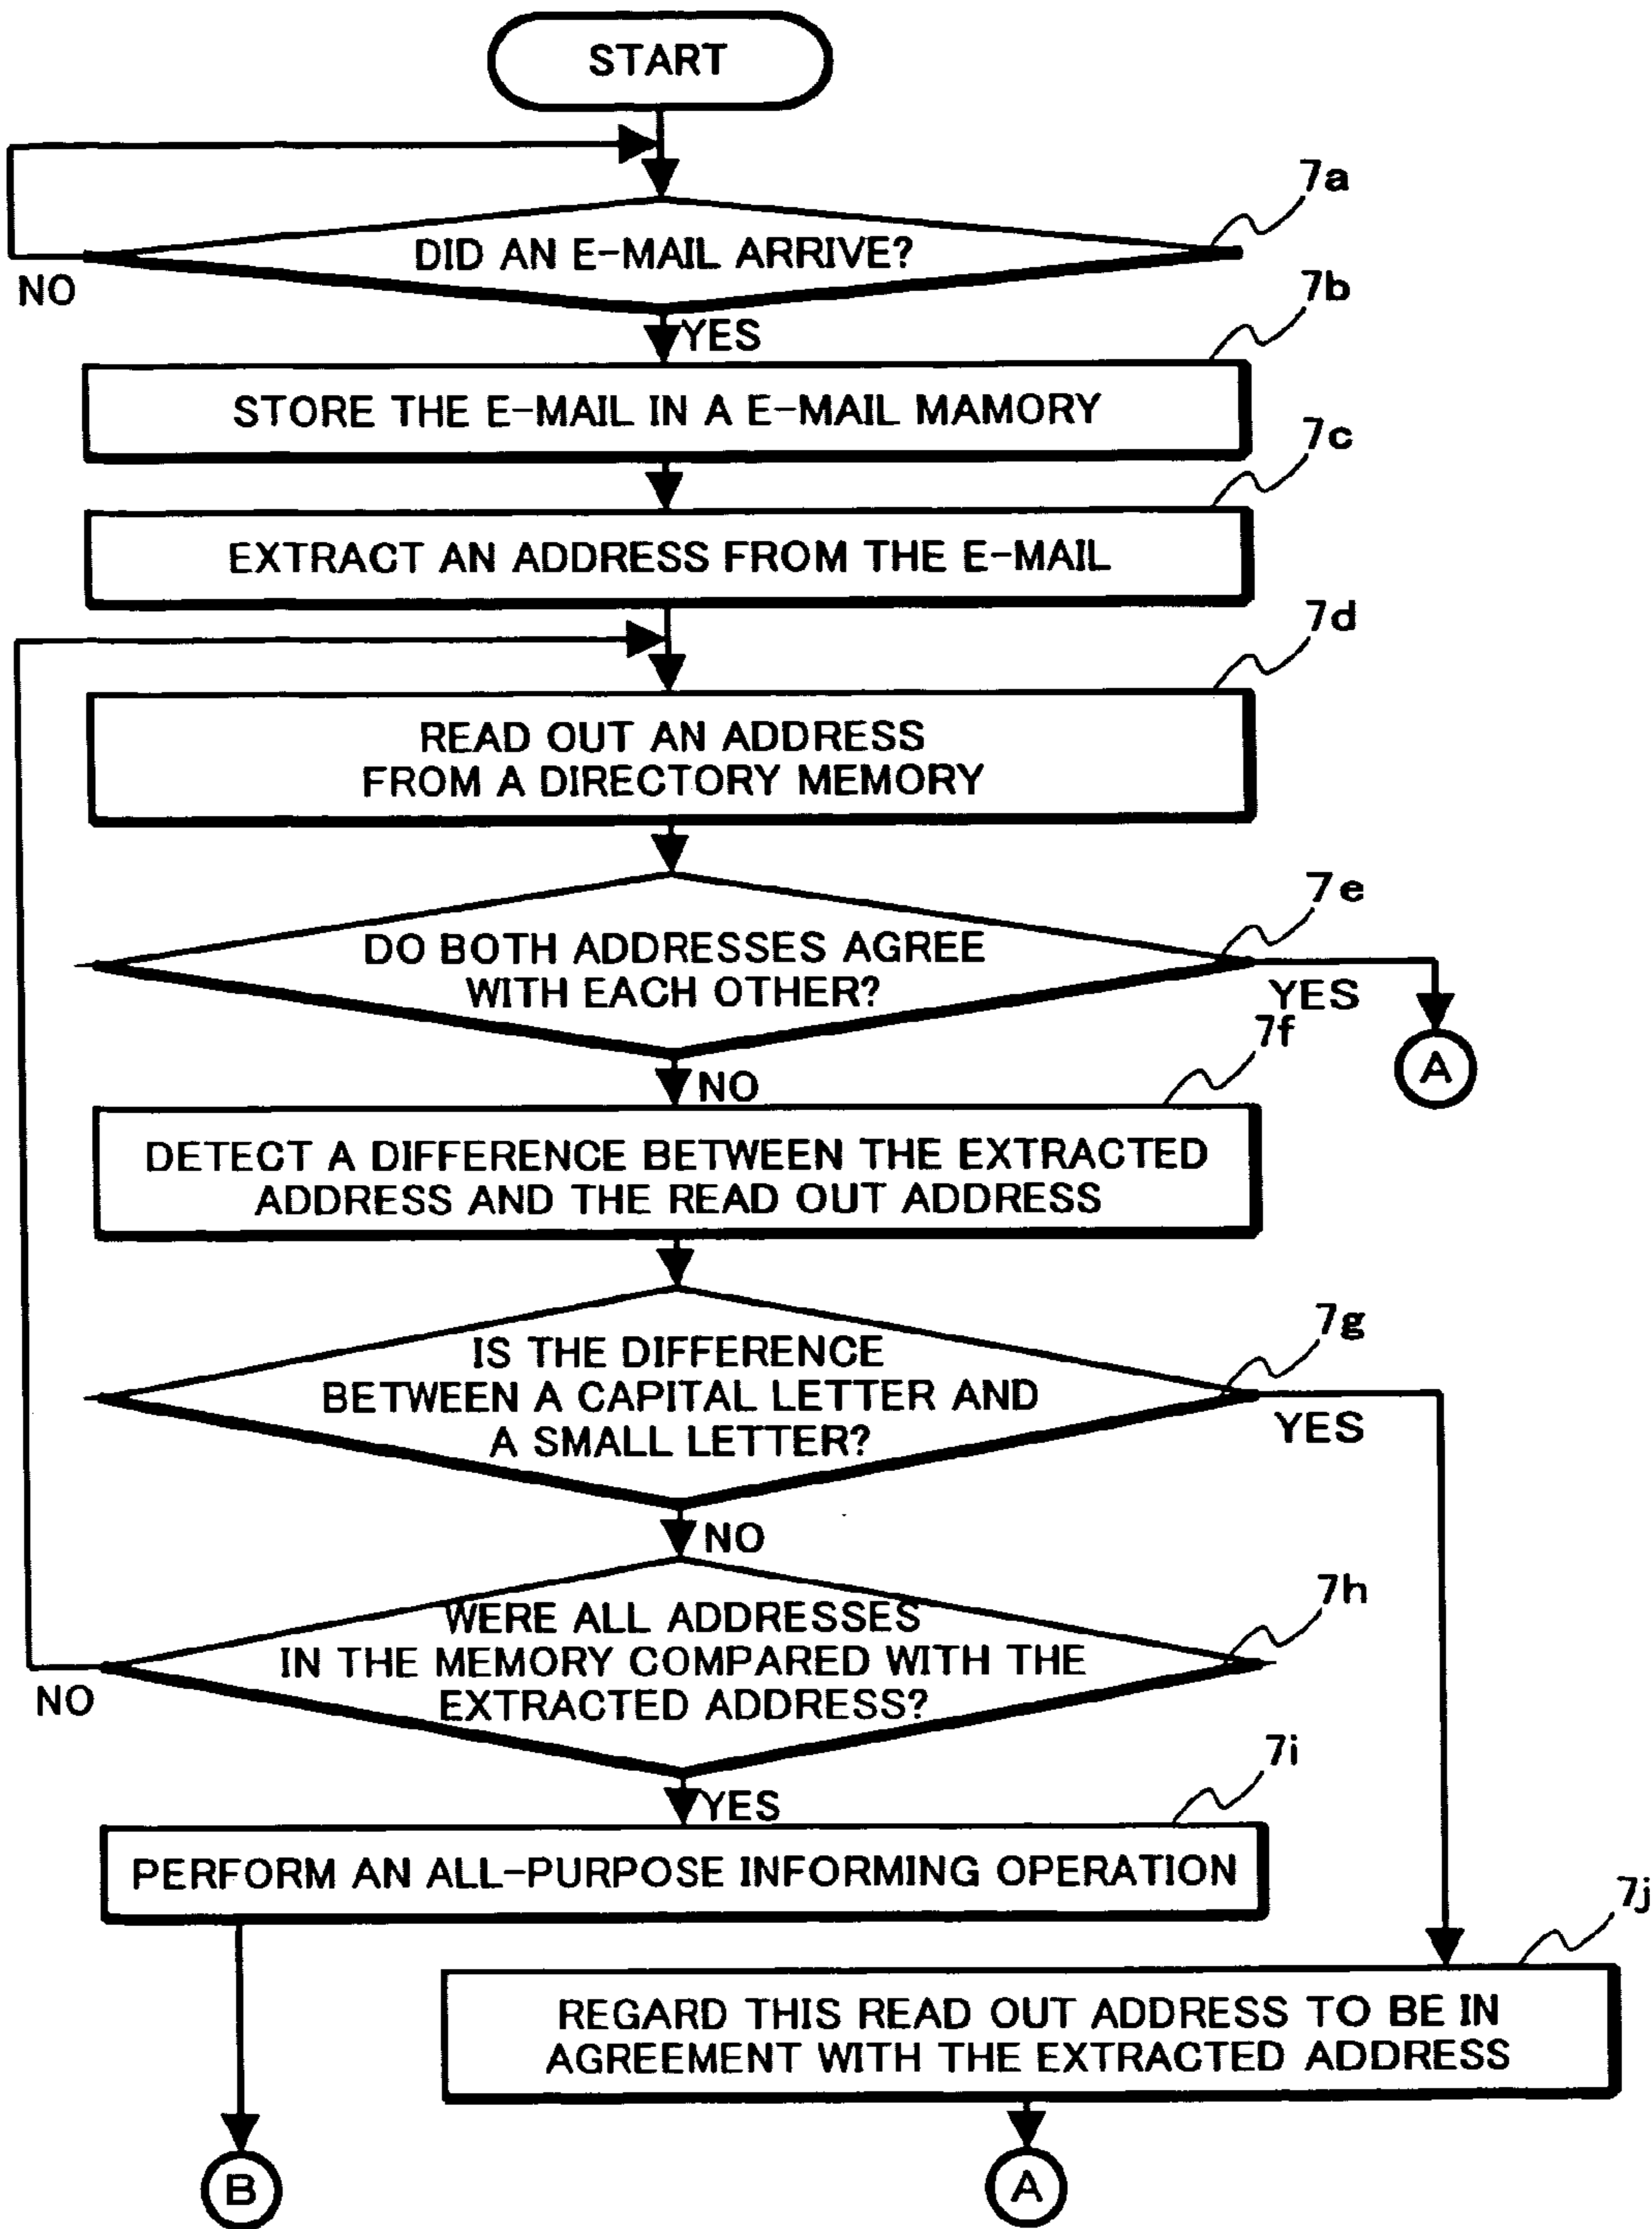 START
7a
DID AN E-MAIL ARRIVE?
NO
7b
YES
STORE THE E-MAIL IN A E-MAIL MAMORY
7c
EXTRACT AN ADDRESS FROM THE E-MAIL
7d
READ OUT AN ADDRESS
FROM A DIRECTORY MEMORY
7e
DO BOTH ADDRESSES AGREE
WITH EACH OTHER?
YES
A
7f
NO
DETECT A DIFFERENCE BETWEEN THE EXTRACTED
ADDRESS AND THE READ OUT ADDRESS
7g
IS THE DIFFERENCE
BETWEEN A CAPITAL LETTER AND
A SMALL LETTER?
YES
NO
7h
WERE ALL ADDRESSES
IN THE MEMORY COMPARED WITH THE
EXTRACTED ADDRESS?
NO
7i
YES
PERFORM AN ALL-PURPOSE INFORMING OPERATION
7j
REGARD THIS READ OUT ADDRESS TO BE IN
AGREEMENT WITH THE EXTRACTED ADDRESS
B
A